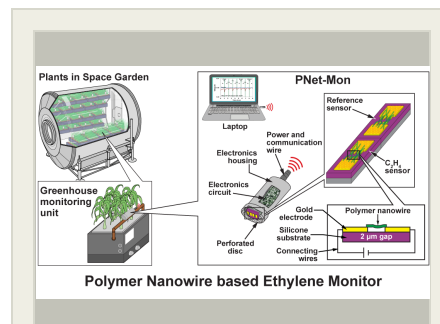 Plants in Space Garden
PNet-Mon
Reference
sensor
Laptop
Power and
communication
wire
Electronics
housing
C₂H₄
sensor
Greenhouse
monitoring
unit
Electronics
circuit
Gold
electrode
Polymer nanowire
Silicone
substrate
2 µm gap
Perforated
disc
Connecting
wires
Polymer Nanowire based Ethylene Monitor